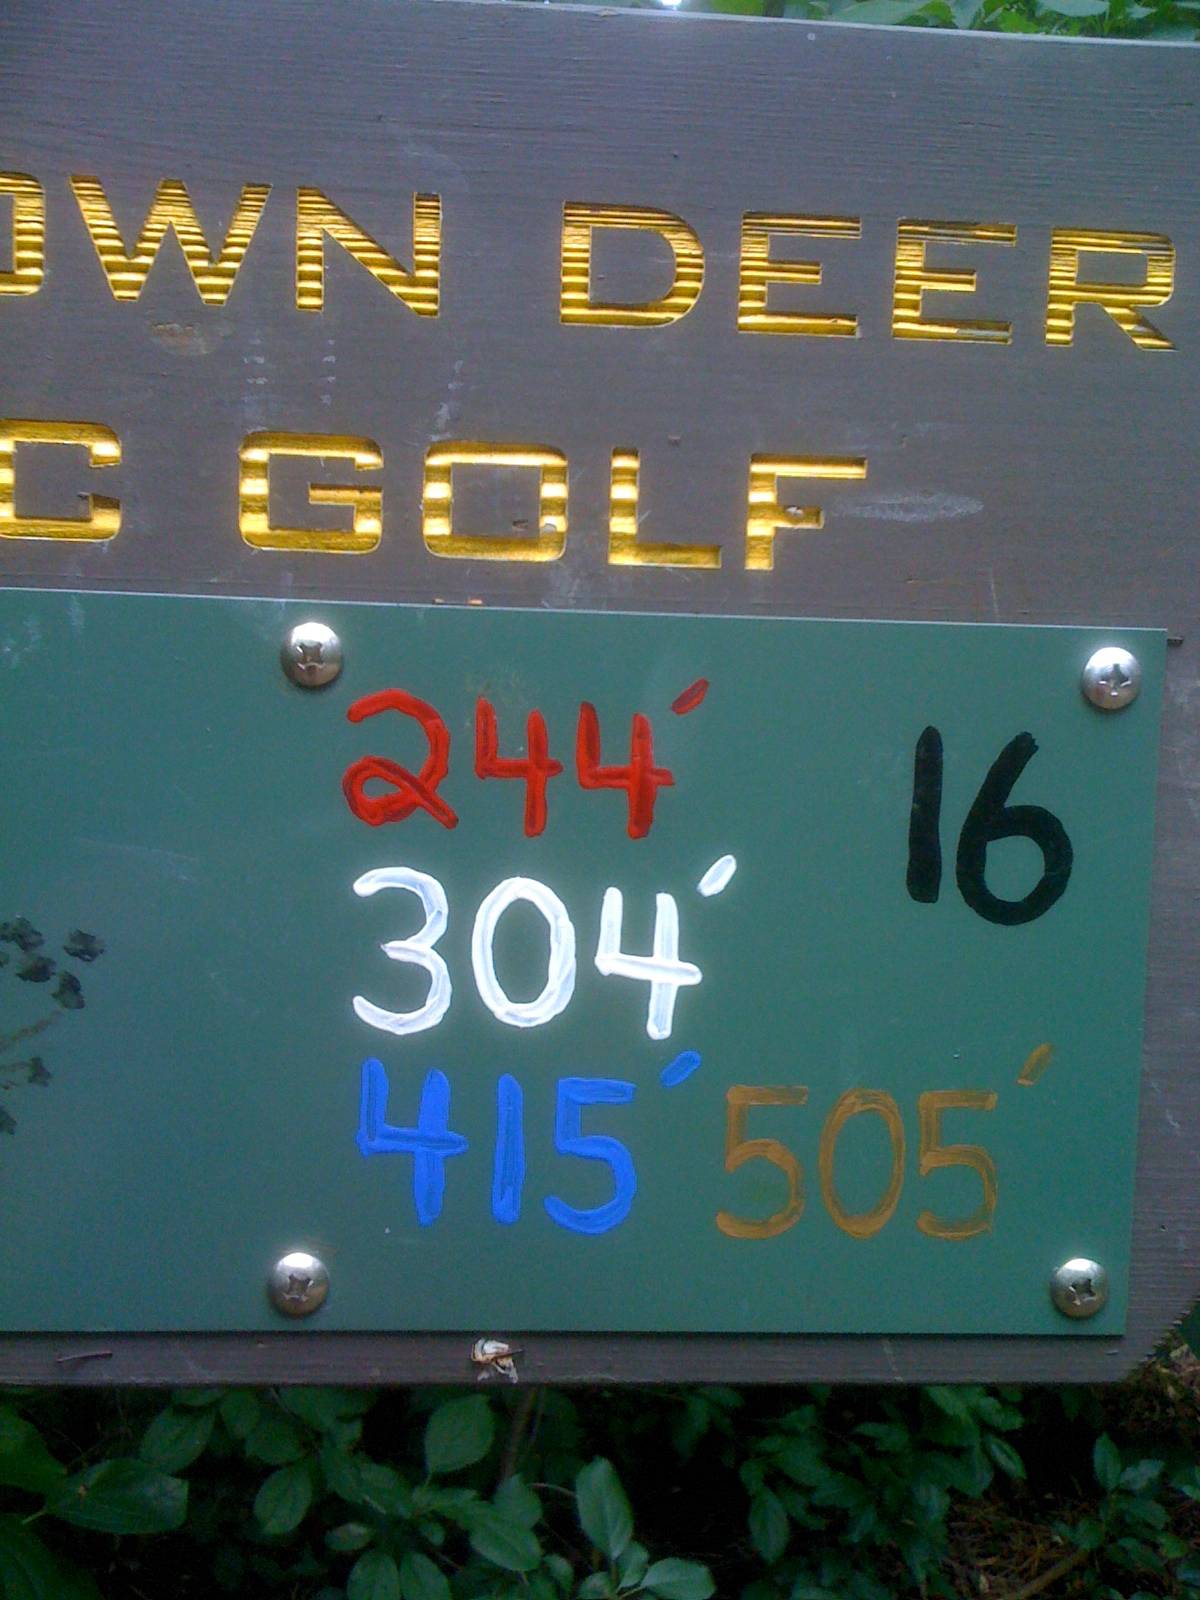 OWN DEER
C GOLF
244'
16
304'
415' 505'